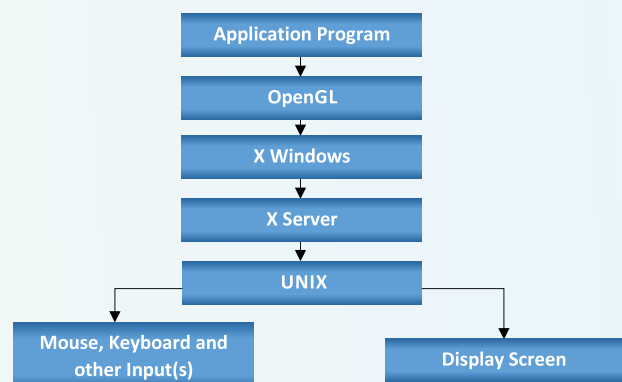 Application Program
OpenGL
X Windows
X Server
UNIX
Mouse, Keyboard and
other Input(s)
Display Screen